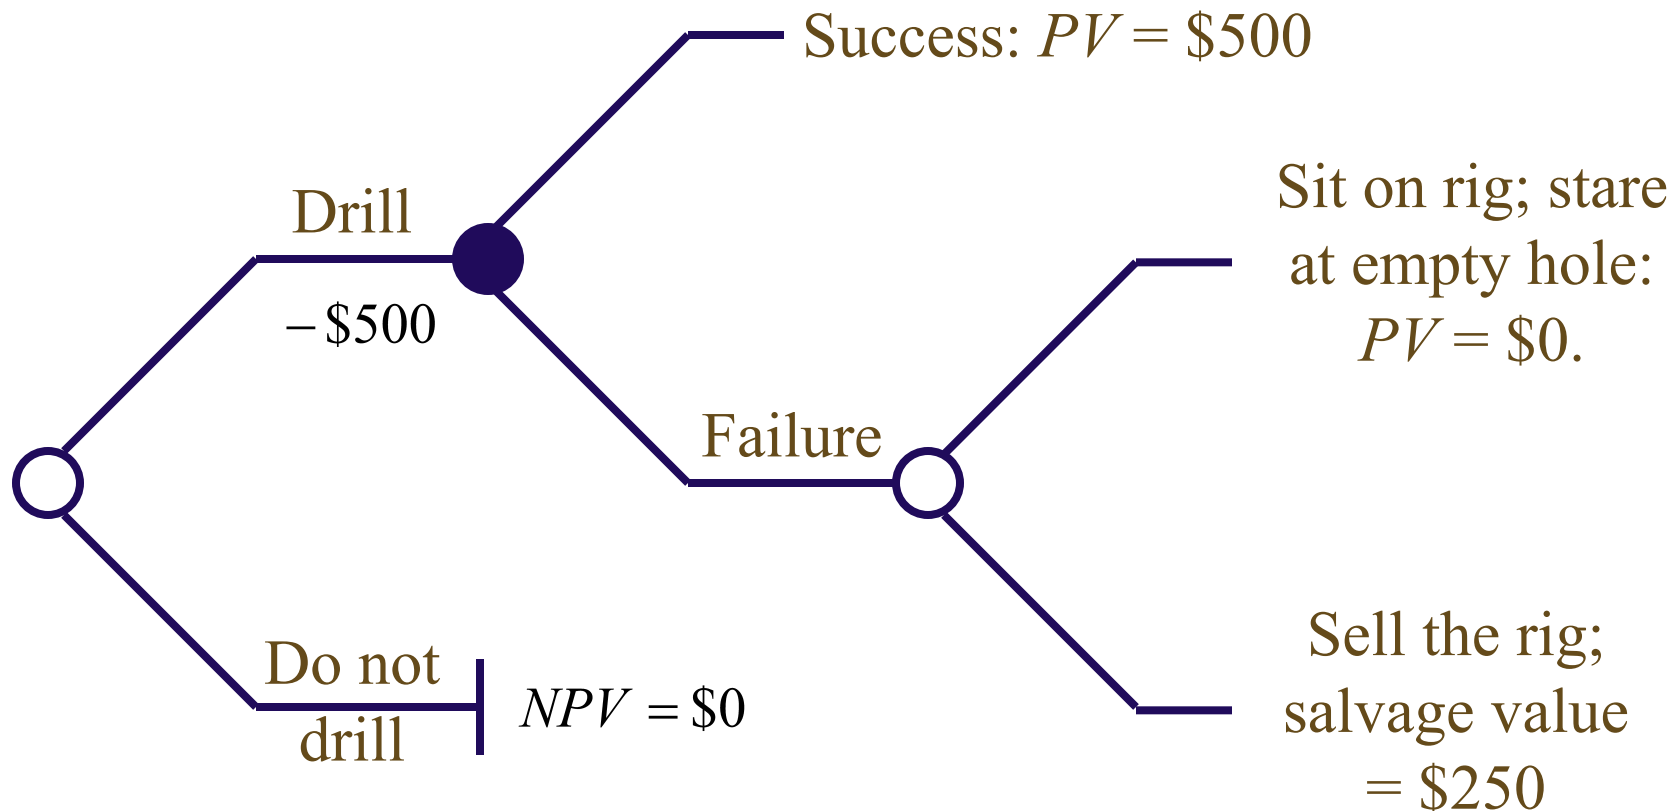 Success: PV = $500
Drill
– $500
Sit on rig; stare
at empty hole:
PV = $0.
Failure
Do not
drill
NPV = $0
Sell the rig;
salvage value
= $250